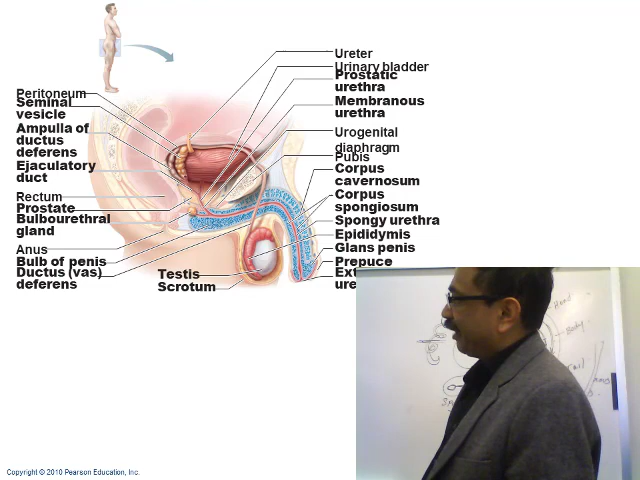 Peritoneum
Seminal
vesicle
Ampulla of
ductus
deferens
Ejaculatory
duct
Rectum
Prostate
Bulbourethral
gland
Anus
Bulb of penis
Ductus (vas)
deferens
Testis
Scrotum
Ureter
Urinary bladder
Prostatic
urethra
Membranous
urethra
Urogenital
diaphragm
Pubis
Corpus
cavernosum
Corpus
spongiosum
Spongy urethra
Epididymis
Glans penis
Prepuce
Head
Body
Copyright © 2010 Pearson Education, Inc.